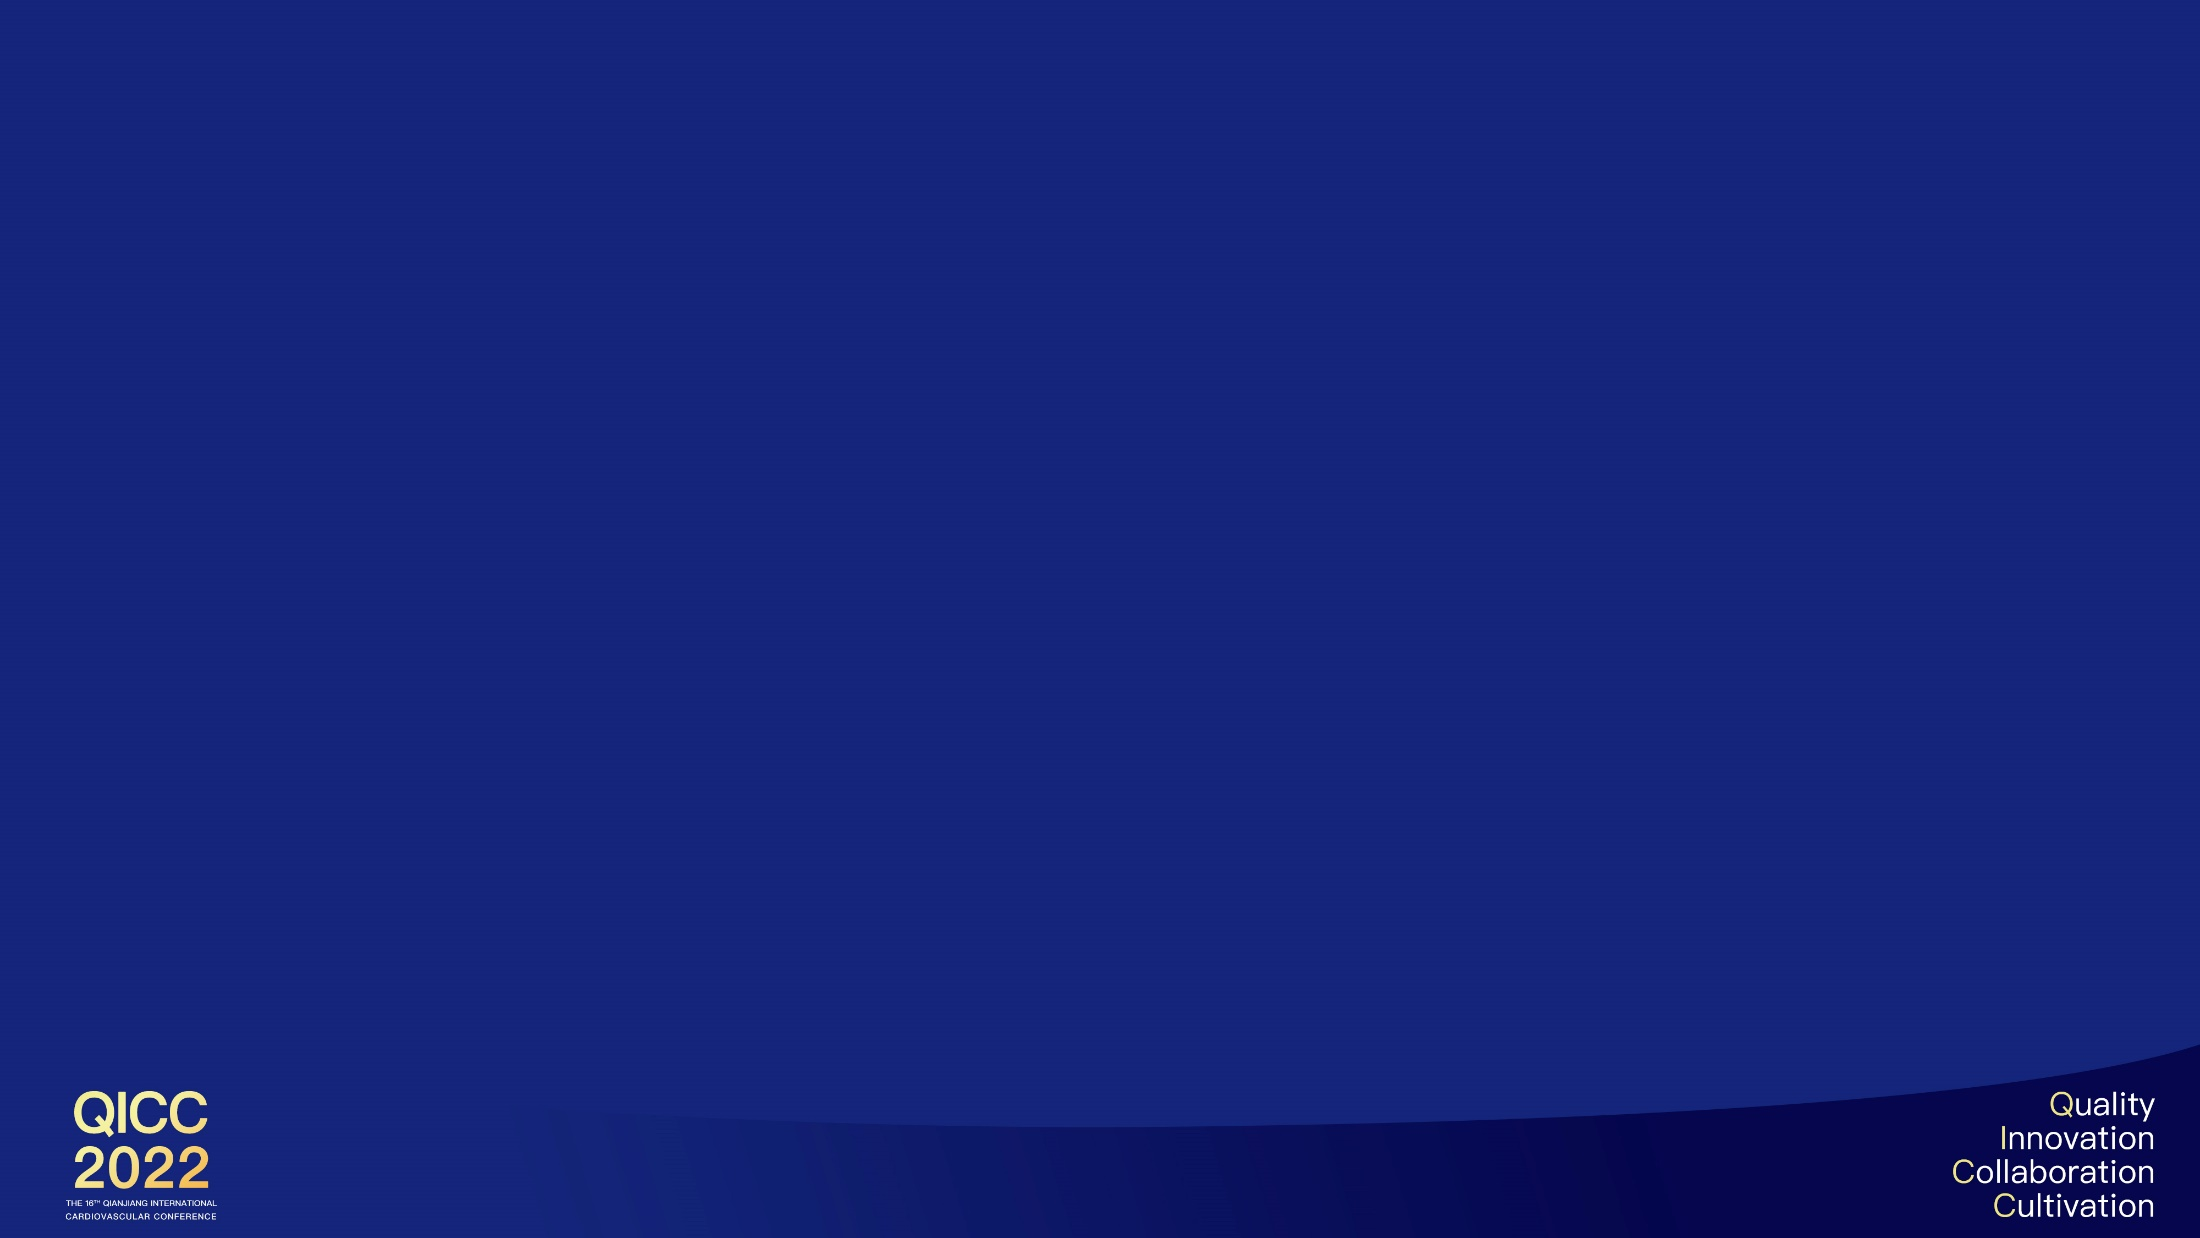 QICC
2022
THE 16TH QIANJIANG INTERNATIONAL
CARDIOVASCULAR CONFERENCE
Quality
Innovation
Collaboration
Cultivation